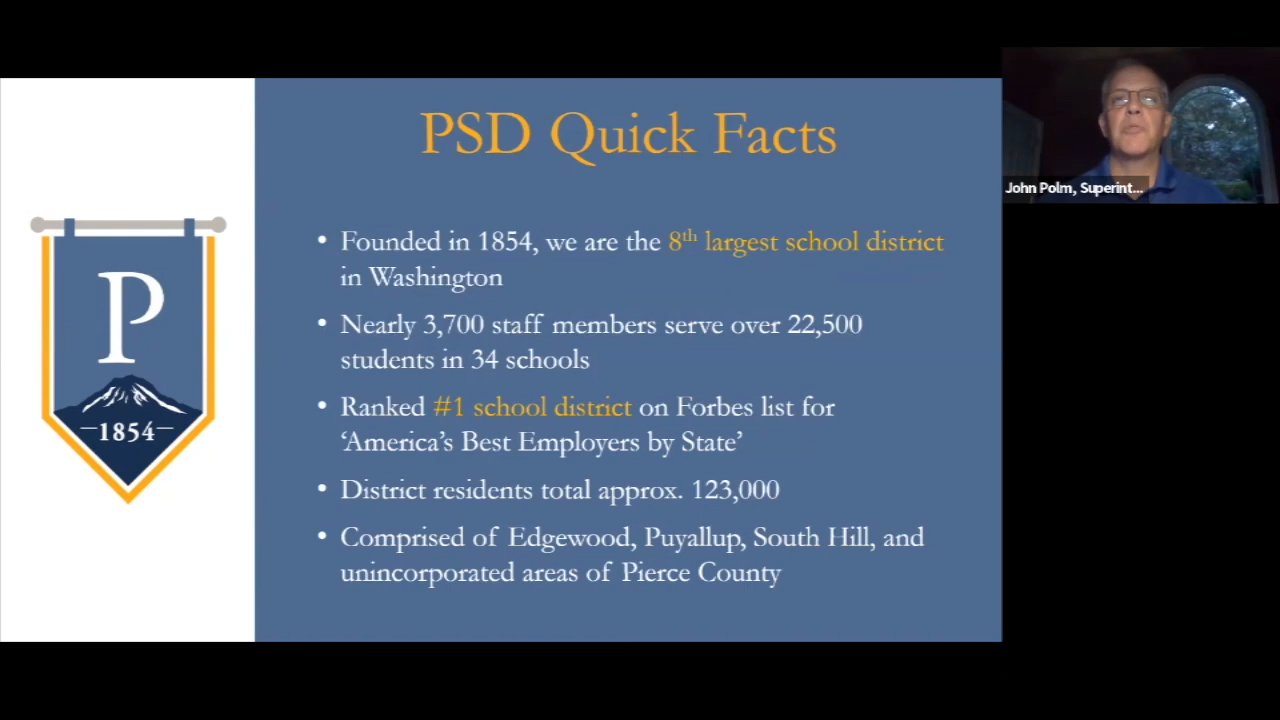 PSD Quick Facts
• Founded in 1854, we are the 8th largest school district
in Washington
• Nearly 3,700 staff members serve over 22,500
students in 34 schools
• Ranked #1 school district on Forbes list for
‘America’s Best Employers by State’
• District residents total approx. 123,000
• Comprised of Edgewood, Puyallup, South Hill, and
unincorporated areas of Pierce County
P
1854
John Polm, Superint...